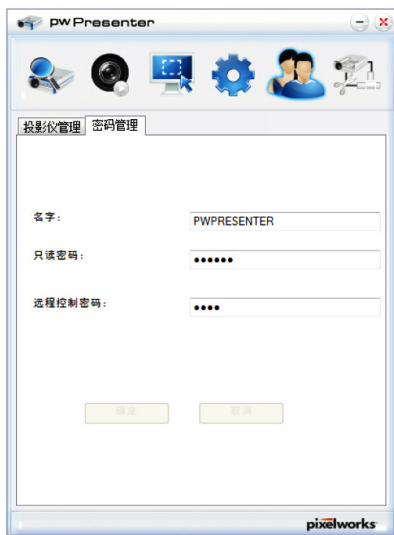 pwPresenter
投影仪管理 密码管理
名字: PWPRESENTER
只读密码: ●●●●●●
远程控制密码: ●●●●
确定 取消
pixelworks